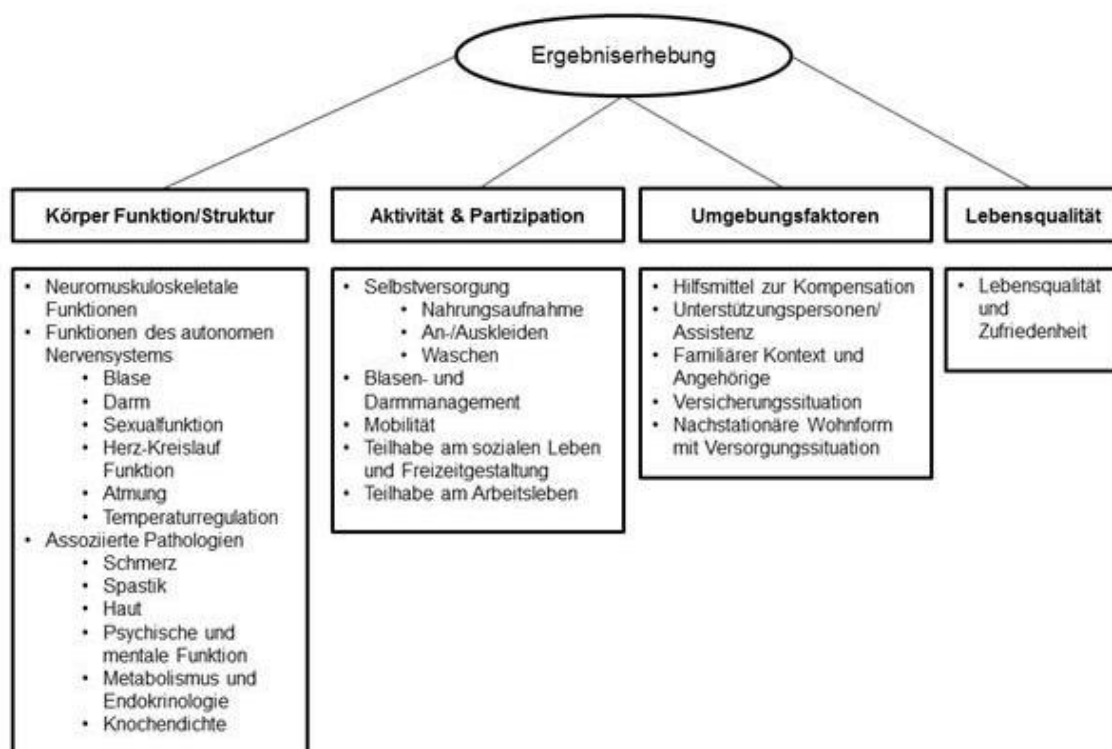 Ergebniserhebung
Körper Funktion/Struktur
• Neuromuskuloskeletale
Funktionen
• Funktionen des autonomen
Nervensystems
• Blase
• Darm
• Sexualfunktion
• Herz-Kreislauf
Funktion
• Atmung
• Temperaturregulation
• Assoziierte Pathologien
• Schmerz
• Spastik
• Haut
• Psychische und
mentale Funktion
• Metabolismus und
Endokrinologie
• Knochendichte
Aktivität & Partizipation
• Selbstversorgung
• Nahrungsaufnahme
• An-/Auskleiden
• Waschen
• Blasen- und
Darmmanagement
• Mobilität
• Teilhabe am sozialen Leben
und Freizeitgestaltung
• Teilhabe am Arbeitsleben
Umgebungsfaktoren
• Hilfsmittel zur Kompensation
• Unterstützungspersonen/
Assistenz
• Familiärer Kontext und
Angehörige
• Versicherungssituation
• Nachstationäre Wohnform
mit Versorgungssituation
Lebensqualität
• Lebensqualität
und
Zufriedenheit